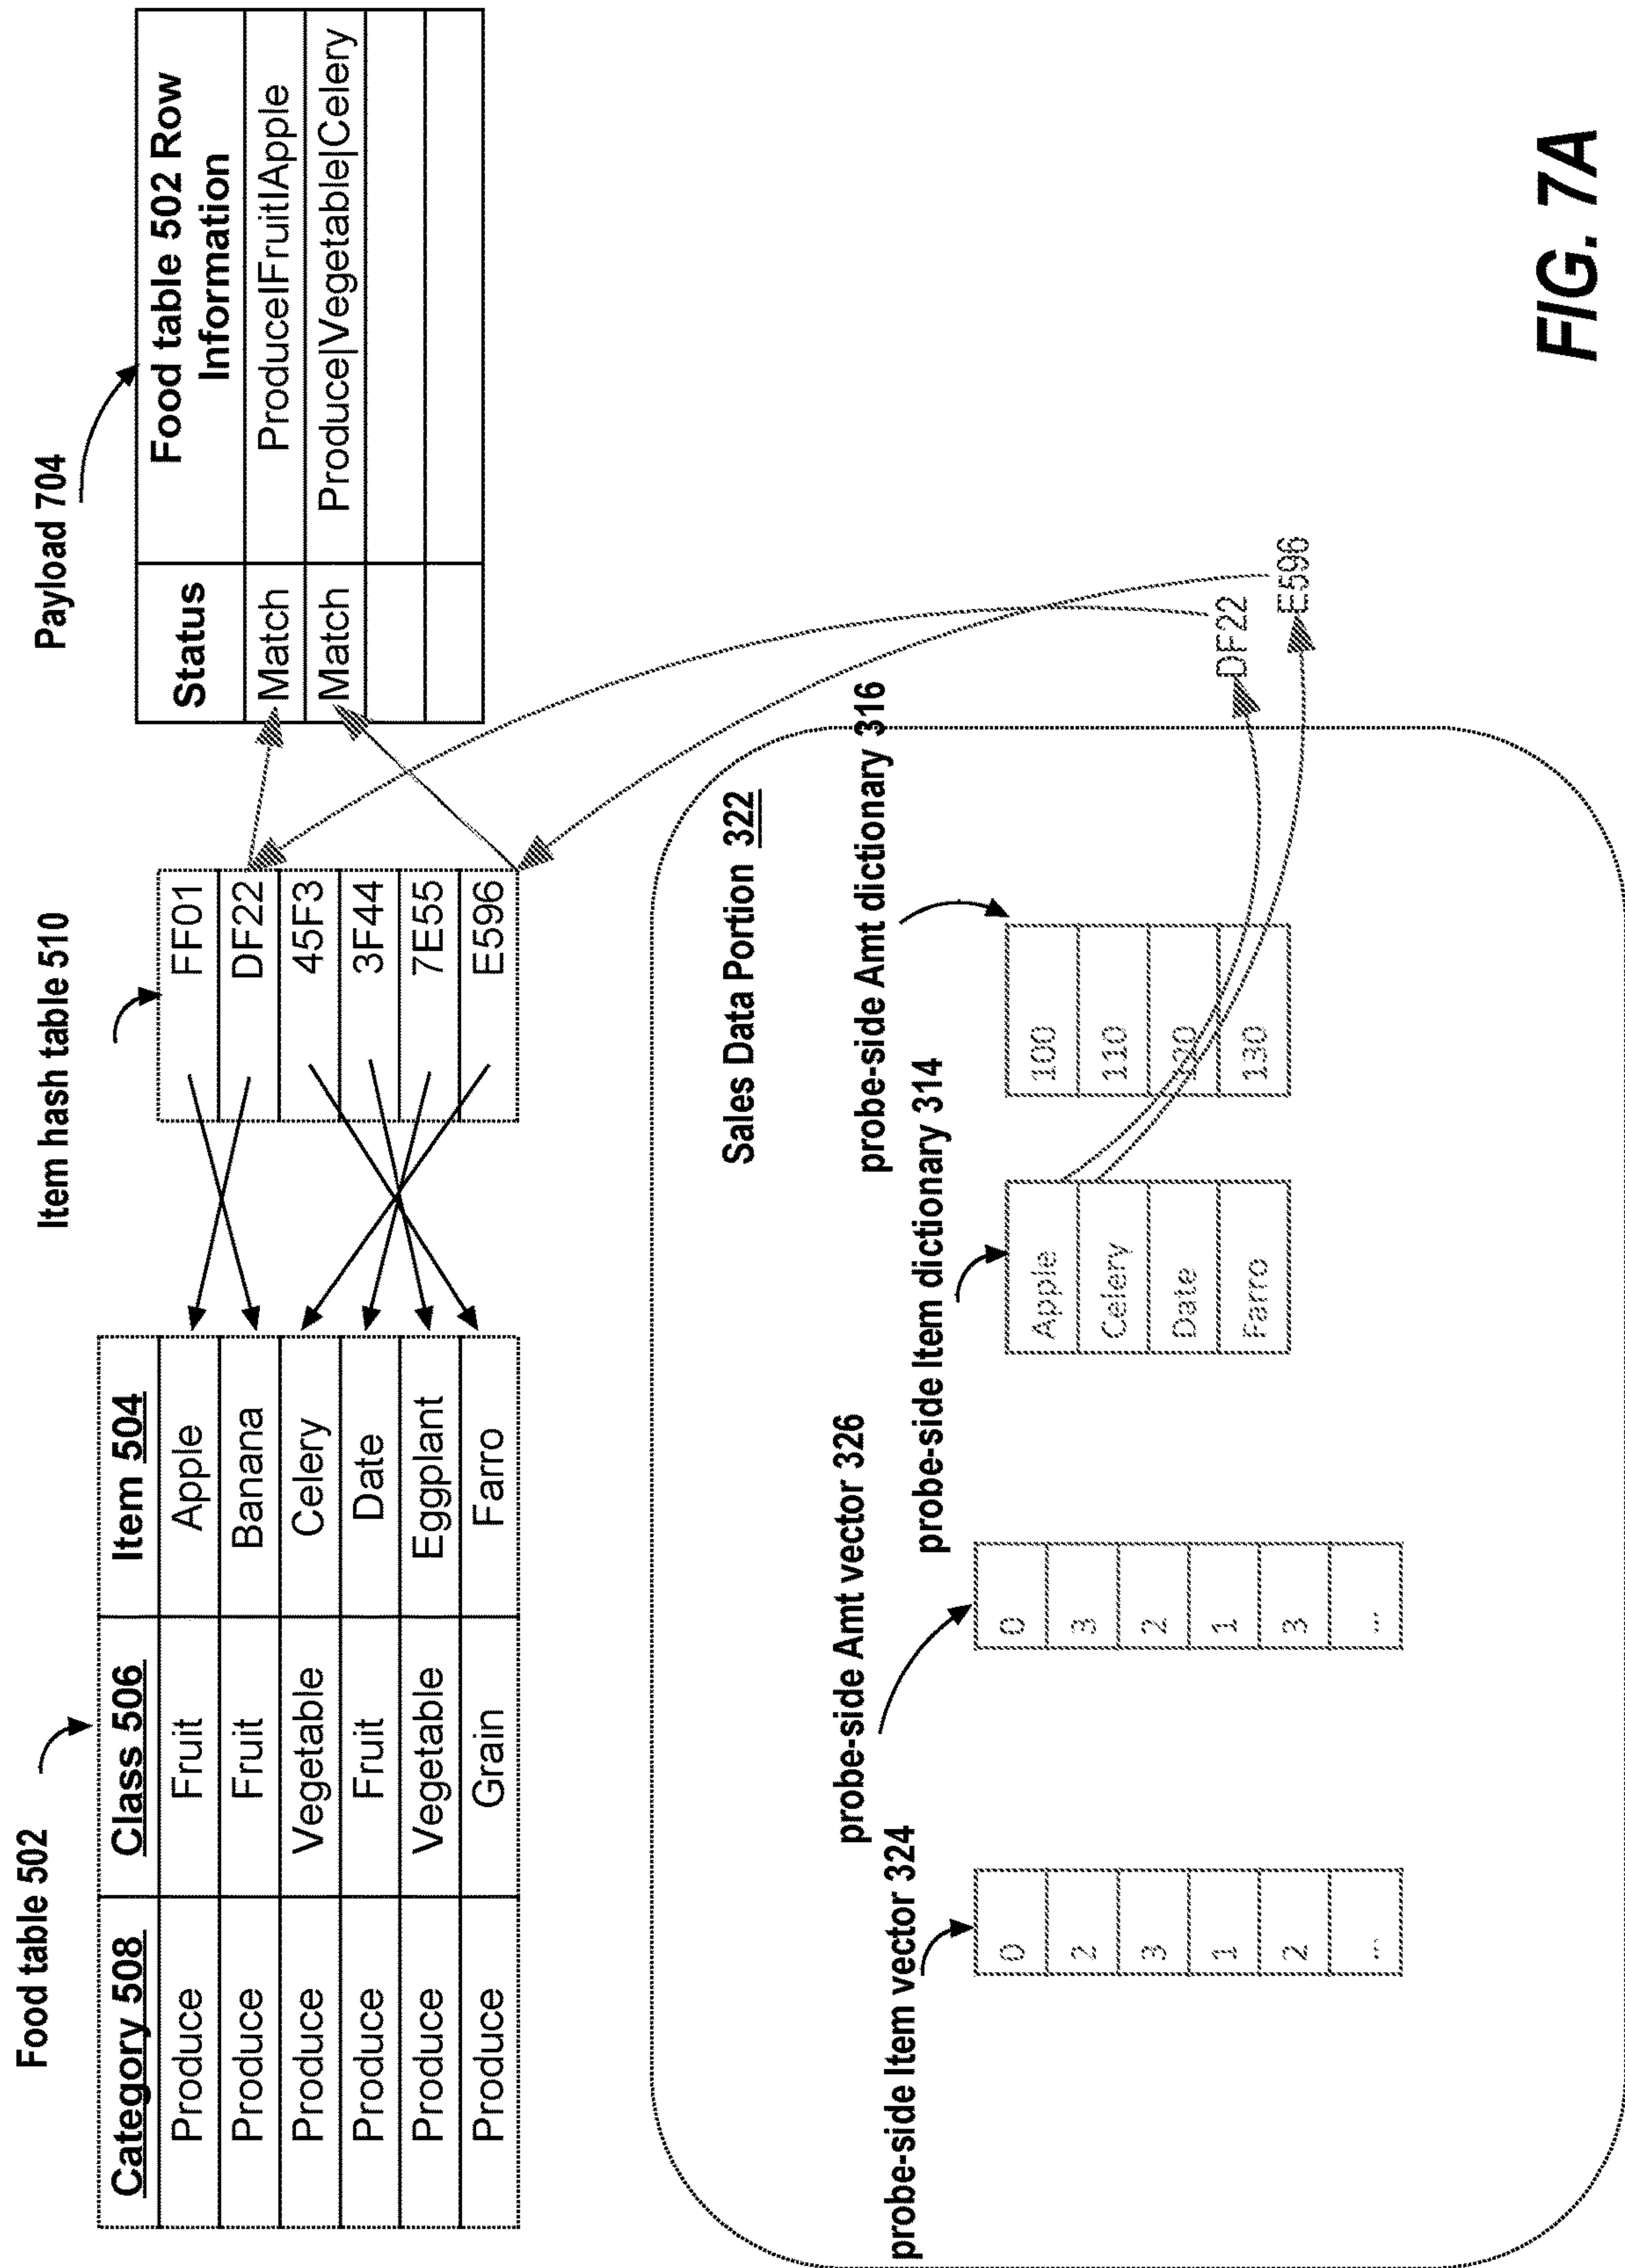 Food table 502
Category 508 Class 506 Item 504
Produce Fruit Apple
Produce Fruit Banana
Produce Vegetable Celery
Produce Fruit Date
Produce Vegetable Eggplant
Produce Grain Farro
Item hash table 510
FF01
DF22
45F3
3F44
7E55
E596
Payload 704
Status Food table 502 Row
Information
Match Produce|Fruit|Apple
Match Produce|Vegetable|Celery
Sales Data Portion 322
probe-side Item vector 324
0
2
3
1
2
...
probe-side Amt vector 326
0
3
2
1
3
...
probe-side Item dictionary 314
Apple
Celery
Date
Farro
probe-side Amt dictionary 316
100
110
120
130
DF22
E596
FIG. 7A